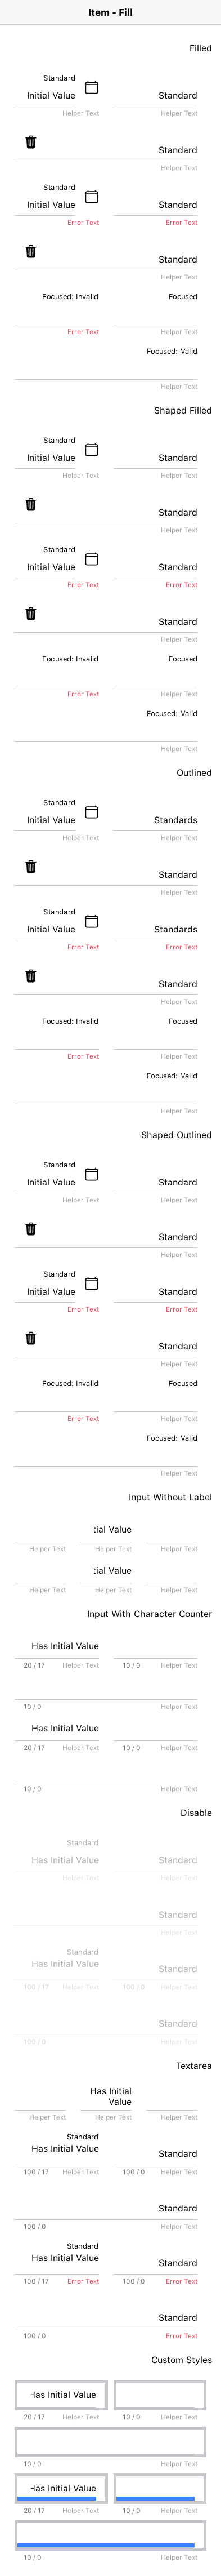 Item - Fill
Filled
Standard
Initial Value Standard
Helper Text Helper Text
Standard
Helper Text
Standard
Initial Value Standard
Error Text Error Text
Standard
Helper Text
Focused: Invalid Focused
Error Text Helper Text
Focused: Valid
Helper Text
Shaped Filled
Standard
Initial Value Standard
Helper Text Helper Text
Standard
Helper Text
Standard
Initial Value Standard
Error Text Error Text
Standard
Helper Text
Focused: Invalid Focused
Error Text Helper Text
Focused: Valid
Helper Text
Outlined
Standard
Initial Value Standards
Helper Text Helper Text
Standard
Helper Text
Standard
Initial Value Standards
Error Text Error Text
Standard
Helper Text
Focused: Invalid Focused
Error Text Helper Text
Focused: Valid
Helper Text
Shaped Outlined
Standard
Initial Value Standard
Helper Text Helper Text
Standard
Helper Text
Standard
Initial Value Standard
Error Text Error Text
Standard
Helper Text
Focused: Invalid Focused
Error Text Helper Text
Focused: Valid
Helper Text
Input Without Label
tial Value
Helper Text Helper Text Helper Text
tial Value
Helper Text Helper Text Helper Text
Input With Character Counter
Has Initial Value
20 / 17 Helper Text 10 / 0 Helper Text
10 / 0 Helper Text
Has Initial Value
20 / 17 Helper Text 10 / 0 Helper Text
10 / 0 Helper Text
Disable
Standard
Has Initial Value Standard
Helper Text Helper Text
Standard
Helper Text
Standard
Has Initial Value Standard
100 / 17 Helper Text 100 / 0 Helper Text
Standard
100 / 0 Helper Text
Textarea
Has Initial
Value
Helper Text Helper Text Helper Text
Standard
Has Initial Value Standard
100 / 17 Helper Text 100 / 0 Helper Text
Standard
100 / 0 Helper Text
Standard
Has Initial Value Standard
100 / 17 Error Text 100 / 0 Error Text
Standard
100 / 0 Error Text
Custom Styles
Has Initial Value
20 / 17 Helper Text 10 / 0 Helper Text
10 / 0 Helper Text
Has Initial Value
20 / 17 Helper Text 10 / 0 Helper Text
10 / 0 Helper Text